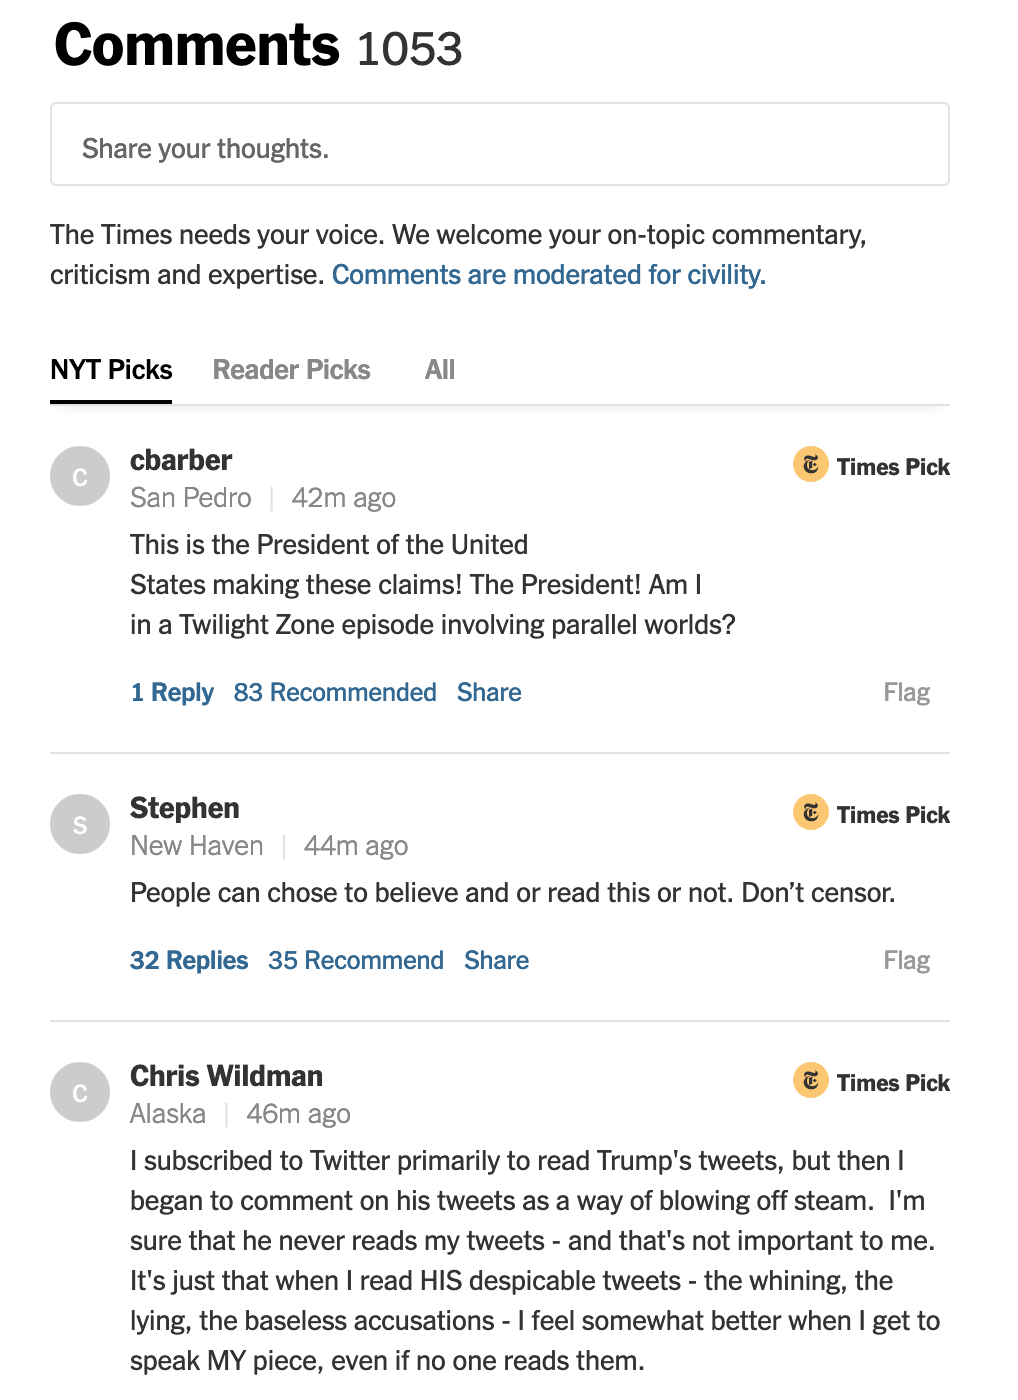 Comments 1053
Share your thoughts.
The Times needs your voice. We welcome your on-topic commentary,
criticism and expertise. Comments are moderated for civility.
NYT Picks Reader Picks All
C
cbarber
Times Pick
San Pedro | 42m ago
This is the President of the United
States making these claims! The President! Am I
in a Twilight Zone episode involving parallel worlds?
1 Reply 83 Recommended Share Flag
S
Stephen
Times Pick
New Haven | 44m ago
People can chose to believe and or read this or not. Don’t censor.
32 Replies 35 Recommend Share Flag
C
Chris Wildman
Times Pick
Alaska | 46m ago
I subscribed to Twitter primarily to read Trump's tweets, but then I
began to comment on his tweets as a way of blowing off steam.  I'm
sure that he never reads my tweets - and that's not important to me.
It's just that when I read HIS despicable tweets - the whining, the
lying, the baseless accusations - I feel somewhat better when I get to
speak MY piece, even if no one reads them.